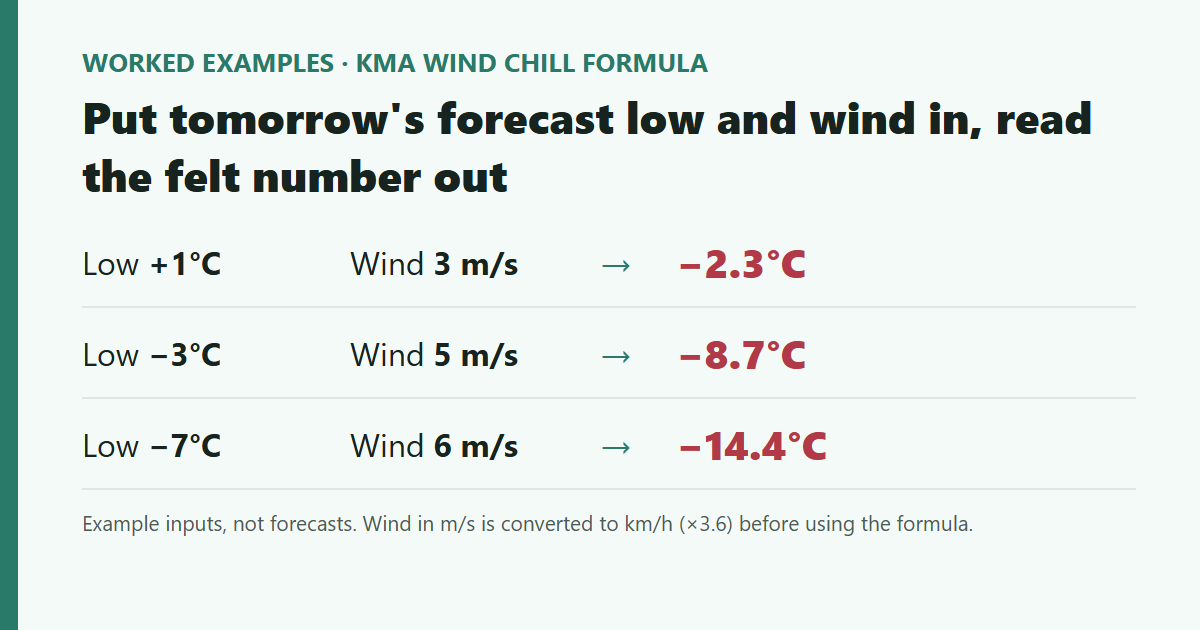 WORKED EXAMPLES · KMA WIND CHILL FORMULA
Put tomorrow's forecast low and wind in, read
the felt number out
Low +1°C Wind 3 m/s → −2.3°C
Low −3°C Wind 5 m/s → −8.7°C
Low −7°C Wind 6 m/s → −14.4°C
Example inputs, not forecasts. Wind in m/s is converted to km/h (×3.6) before using the formula.